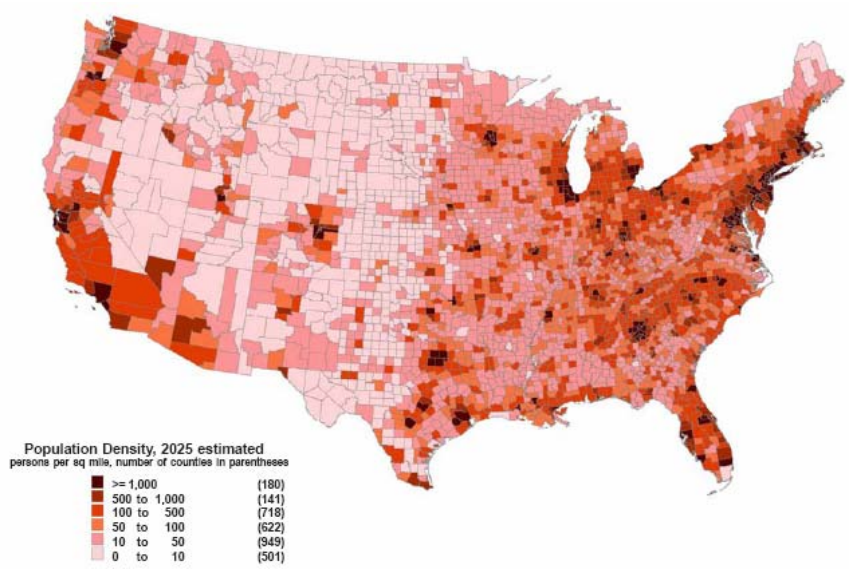 Population Density, 2025 estimated
persons per sq mile, number of counties in parentheses
>= 1,000 (180)
500 to 1,000 (141)
100 to 500 (718)
50 to 100 (622)
10 to 50 (949)
0 to 10 (501)